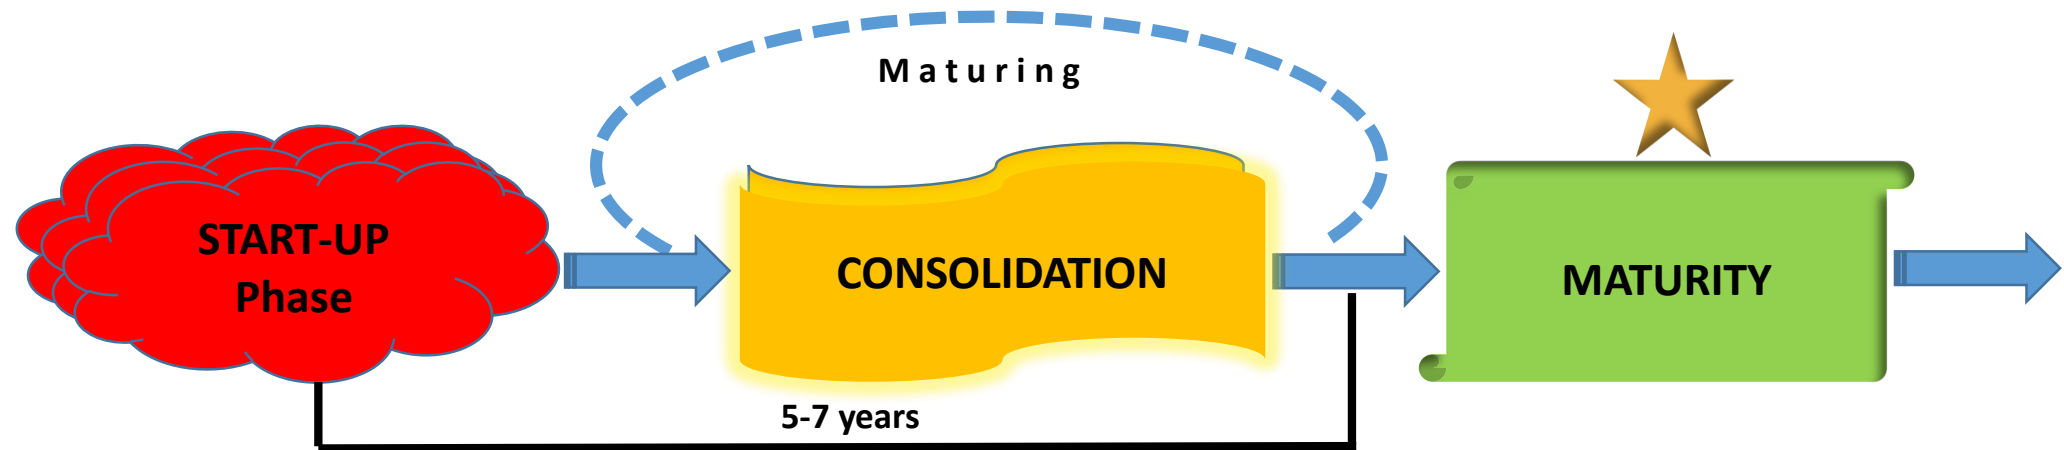 Maturing
START-UP
Phase
CONSOLIDATION
MATURITY
5-7 years